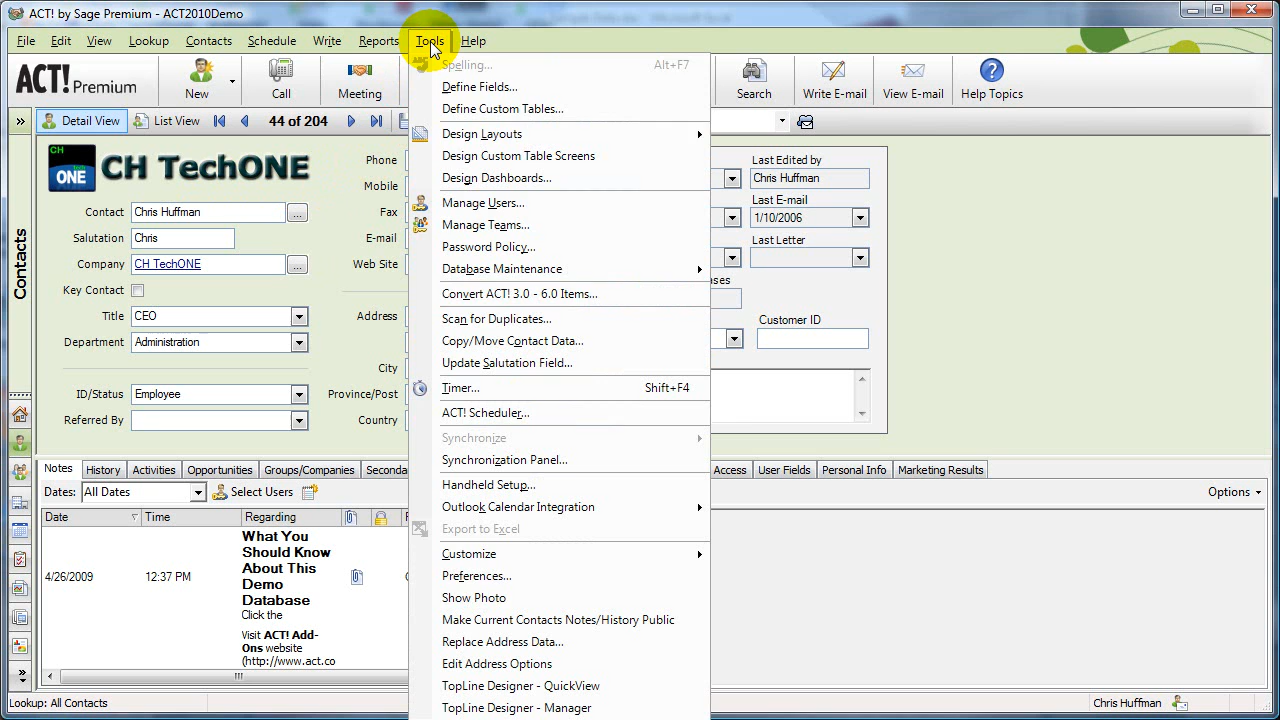 ACT! by Sage Premium - ACT2010Demo
File Edit View Lookup Contacts Schedule Write Reports Tools Help
ACT! Premium
New
Call
Meeting
Search
Write E-mail
View E-mail
Help Topics
Detail View
List View
44 of 204
Contacts
CH
ONE
CH TechONE
Contact Chris Huffman
Salutation Chris
Company CH TechONE
Key Contact
Title CEO
Department Administration
ID/Status Employee
Referred By
Phone
Mobile
Fax
E-mail
Web Site
Address
City
Province/Post
Country
Spelling... Alt+F7
Define Fields...
Define Custom Tables...
Design Layouts
Design Custom Table Screens
Design Dashboards...
Manage Users...
Manage Teams...
Password Policy...
Database Maintenance
Convert ACT! 3.0 - 6.0 Items...
Scan for Duplicates...
Copy/Move Contact Data...
Update Salutation Field...
Timer... Shift+F4
ACT! Scheduler...
Synchronize
Synchronization Panel...
Handheld Setup...
Outlook Calendar Integration
Export to Excel
Customize
Preferences...
Show Photo
Make Current Contacts Notes/History Public
Replace Address Data...
Edit Address Options
TopLine Designer - QuickView
TopLine Designer - Manager
Last Edited by
Chris Huffman
Last E-mail
1/10/2006
Last Letter
ses
Customer ID
Notes History Activities Opportunities Groups/Companies Seconda Access User Fields Personal Info Marketing Results
Dates: All Dates Select Users Options
Date Time Regarding
4/26/2009 12:37 PM
What You
Should Know
About This
Demo
Database
Click the
Visit ACT! Add-
Ons website
(http://www.act.co
Lookup: All Contacts
Chris Huffman